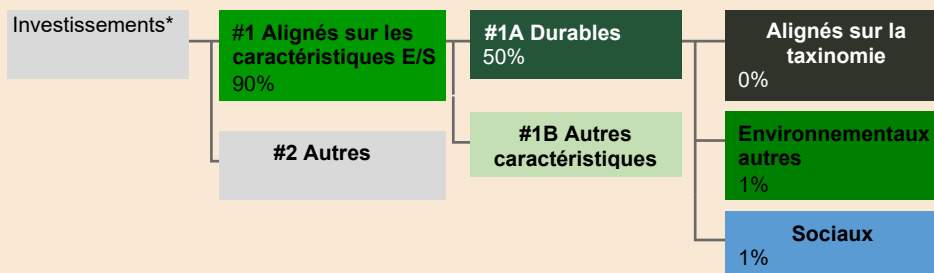 Investissements*
#1 Alignés sur les
caractéristiques E/S
90%
#2 Autres
#1A Durables
50%
#1B Autres
caractéristiques
Alignés sur la
taxinomie
0%
Environnementaux
autres
1%
Sociaux
1%